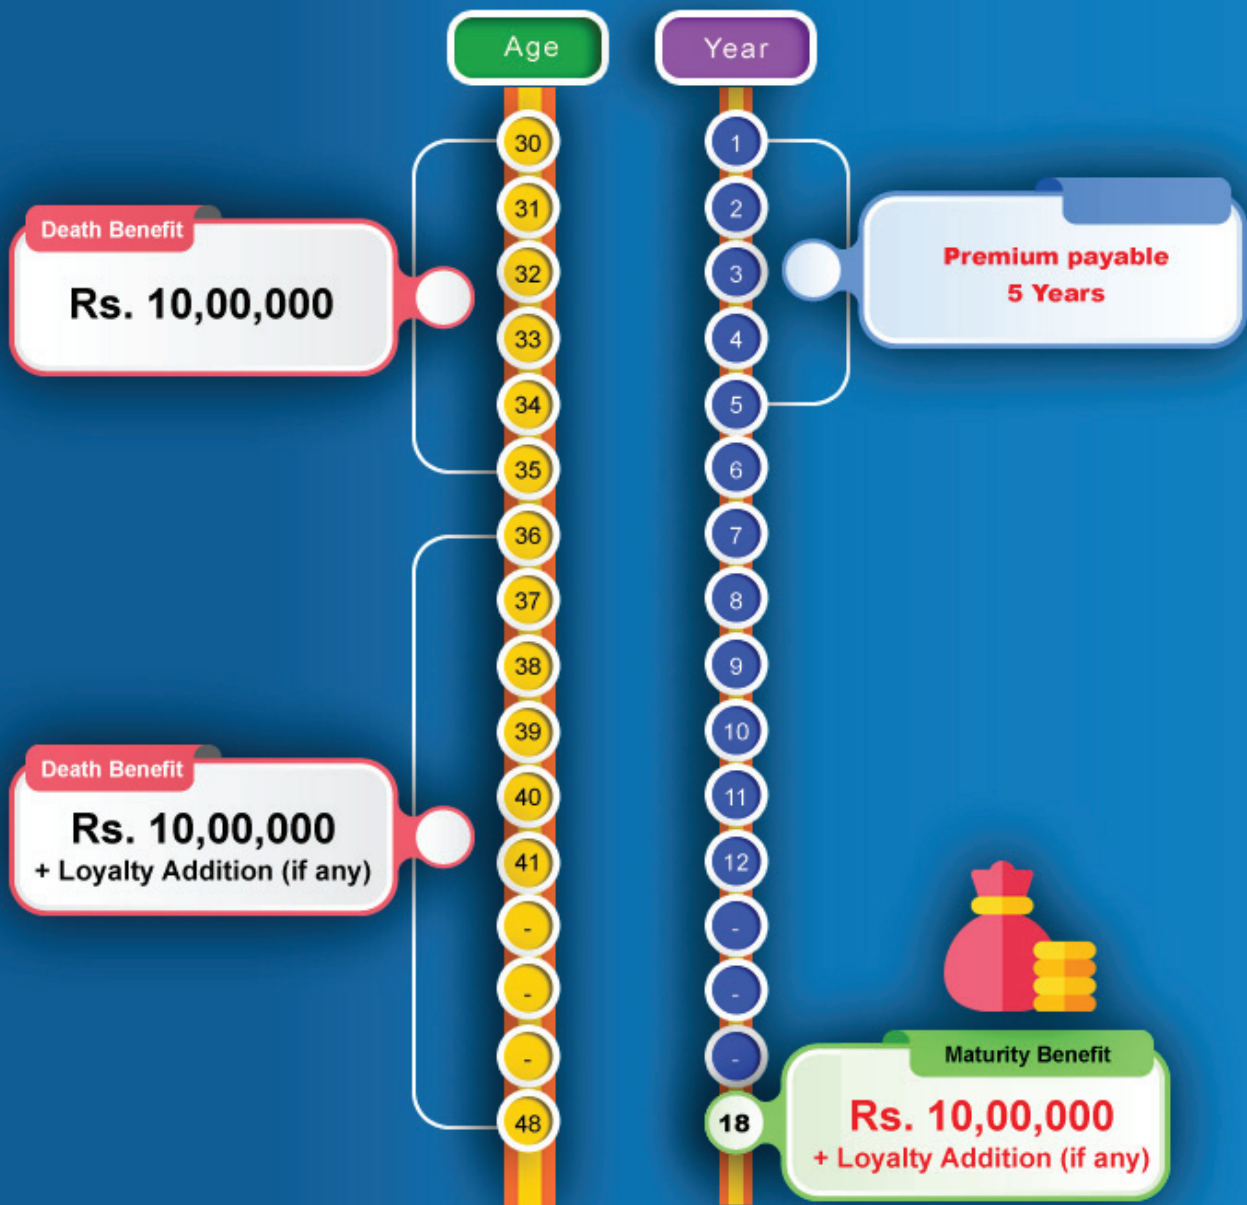 Age
Year
30
1
31
2
Death Benefit
Rs. 10,00,000
32
3
Premium payable
5 Years
33
4
34
5
35
6
36
7
37
8
38
9
39
10
Death Benefit
Rs. 10,00,000
+ Loyalty Addition (if any)
40
11
41
12
-
-
-
-
-
-
48
18
Maturity Benefit
Rs. 10,00,000
+ Loyalty Addition (if any)